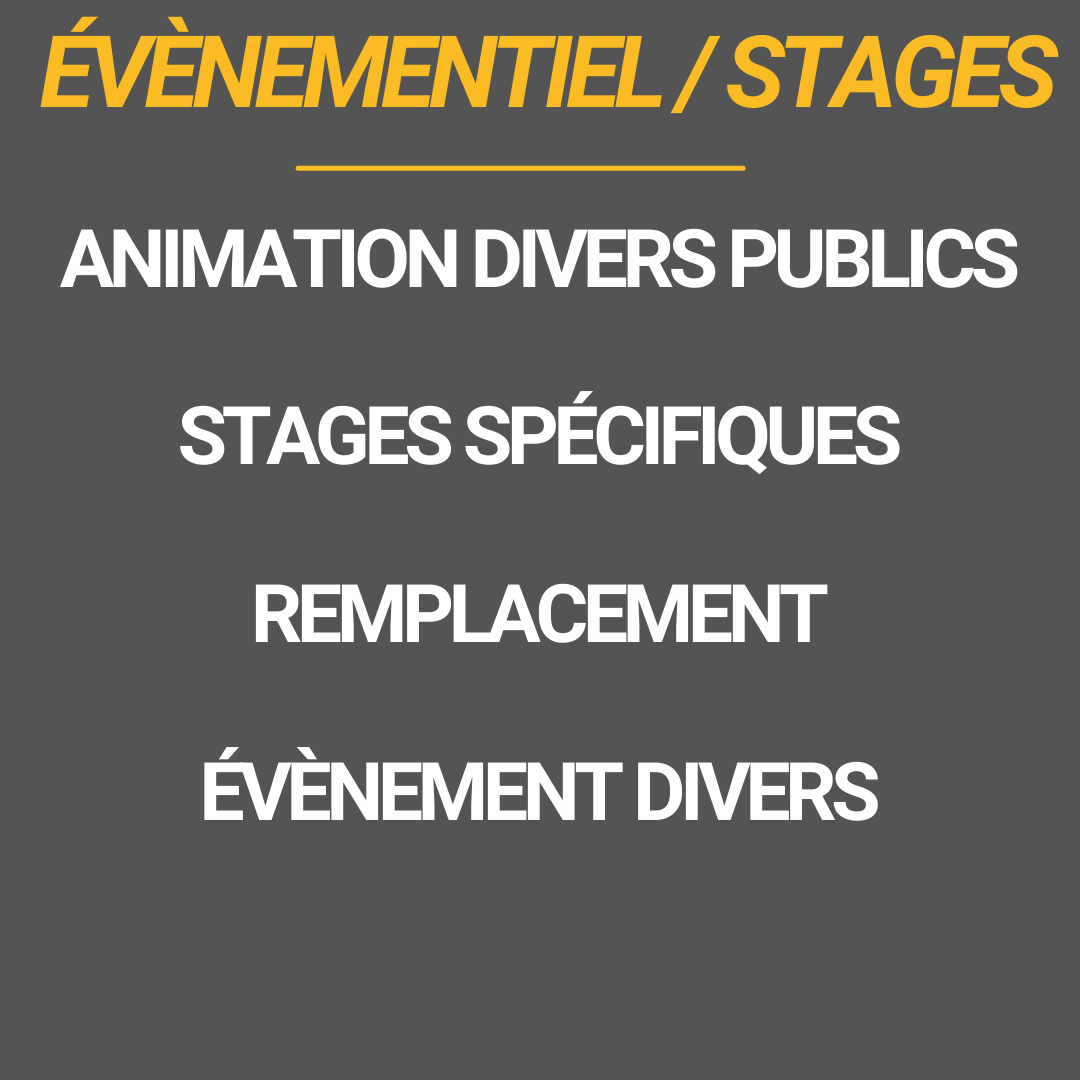 ÉVÈNEMENTIEL / STAGES
ANIMATION DIVERS PUBLICS
STAGES SPÉCIFIQUES
REMPLACEMENT
ÉVÈNEMENT DIVERS